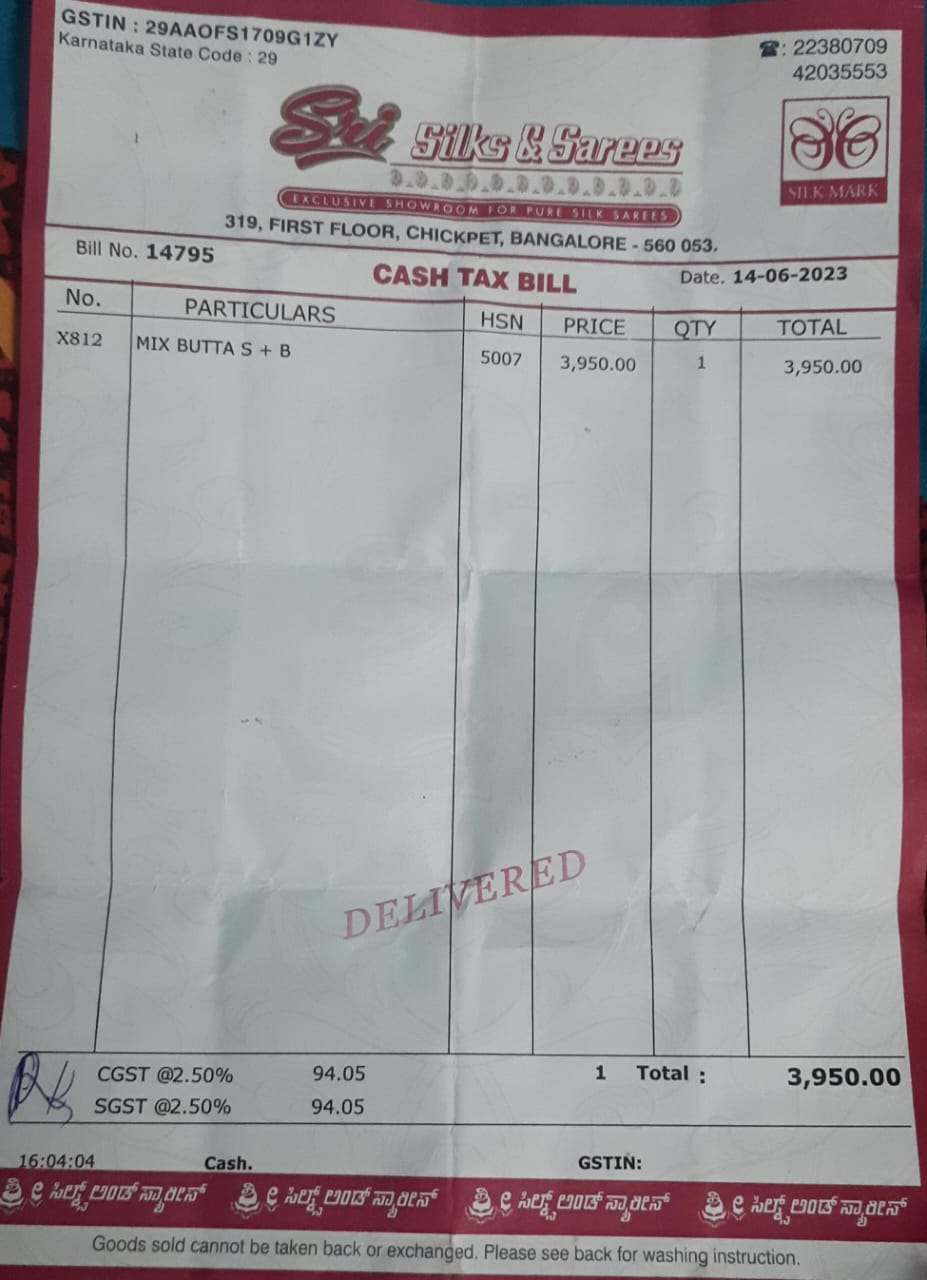 GSTIN : 29AAOFS1709G1ZY
Karnataka State Code : 29
☎: 22380709
42035553
Sri Silks & Sarees
EXCLUSIVE SHOWROOM FOR PURE SILK SAREES
SILK MARK
319, FIRST FLOOR, CHICKPET, BANGALORE - 560 053.
Bill No. 14795
CASH TAX BILL
Date. 14-06-2023
No. PARTICULARS HSN PRICE QTY TOTAL
X812 MIX BUTTA S + B 5007 3,950.00 1 3,950.00
DELIVERED
CGST @2.50% 94.05 1 Total : 3,950.00
SGST @2.50% 94.05
16:04:04 Cash. GSTIN:
ಶ್ರೀ ಸಿಲ್ಕ್ಸ್ ಅಂಡ್ ಸ್ಯಾರೀಸ್ ಶ್ರೀ ಸಿಲ್ಕ್ಸ್ ಅಂಡ್ ಸ್ಯಾರೀಸ್ ಶ್ರೀ ಸಿಲ್ಕ್ಸ್ ಅಂಡ್ ಸ್ಯಾರೀಸ್ ಶ್ರೀ ಸಿಲ್ಕ್ಸ್ ಅಂಡ್ ಸ್ಯಾರೀಸ್
Goods sold cannot be taken back or exchanged. Please see back for washing instruction.